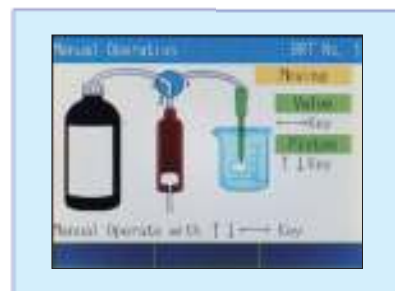 Manual Operation BRT No. 1
Moving
Valve
←→Key
Piston
↑↓Key
Manual Operate with ↑↓←→ Key